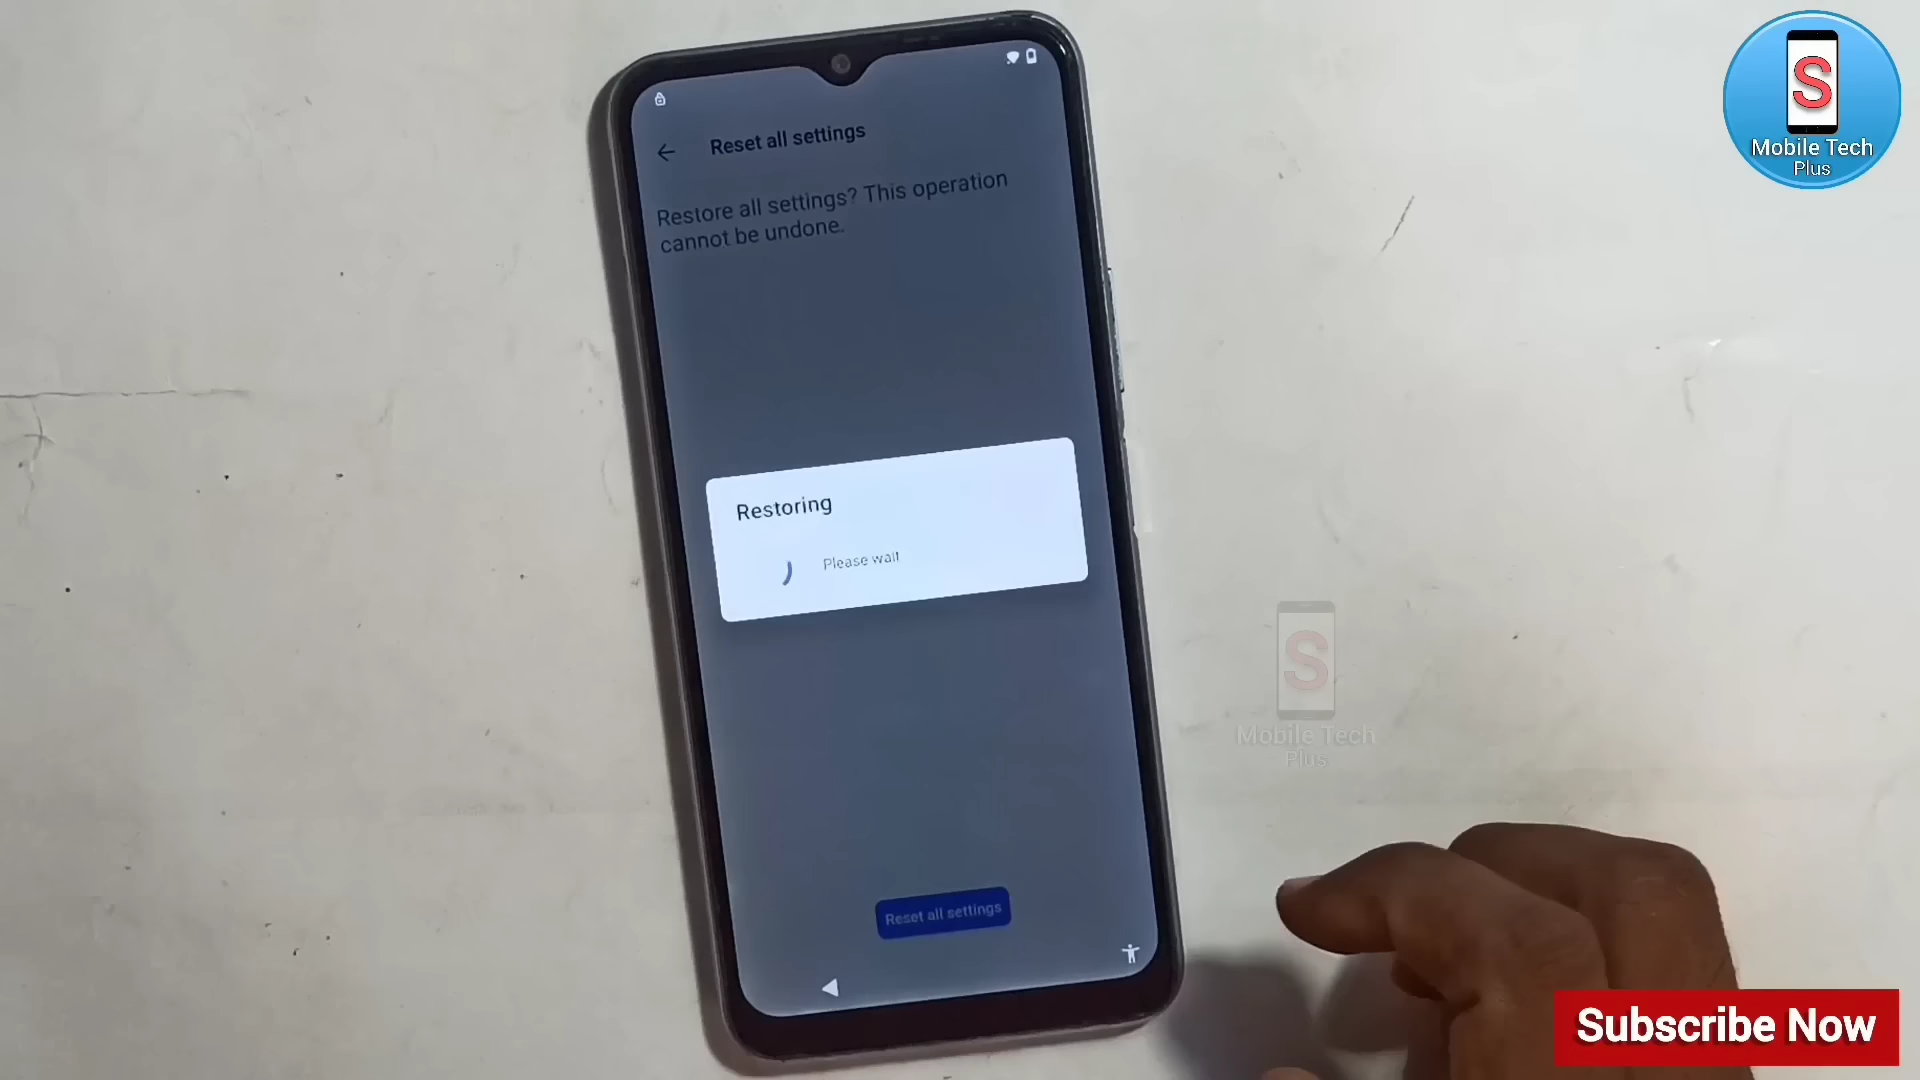 Reset all settings
Restore all settings? This operation
cannot be undone.
Restoring
Please wait
Reset all settings
S
Mobile Tech
Plus
S
Mobile Tech
Plus
Subscribe Now